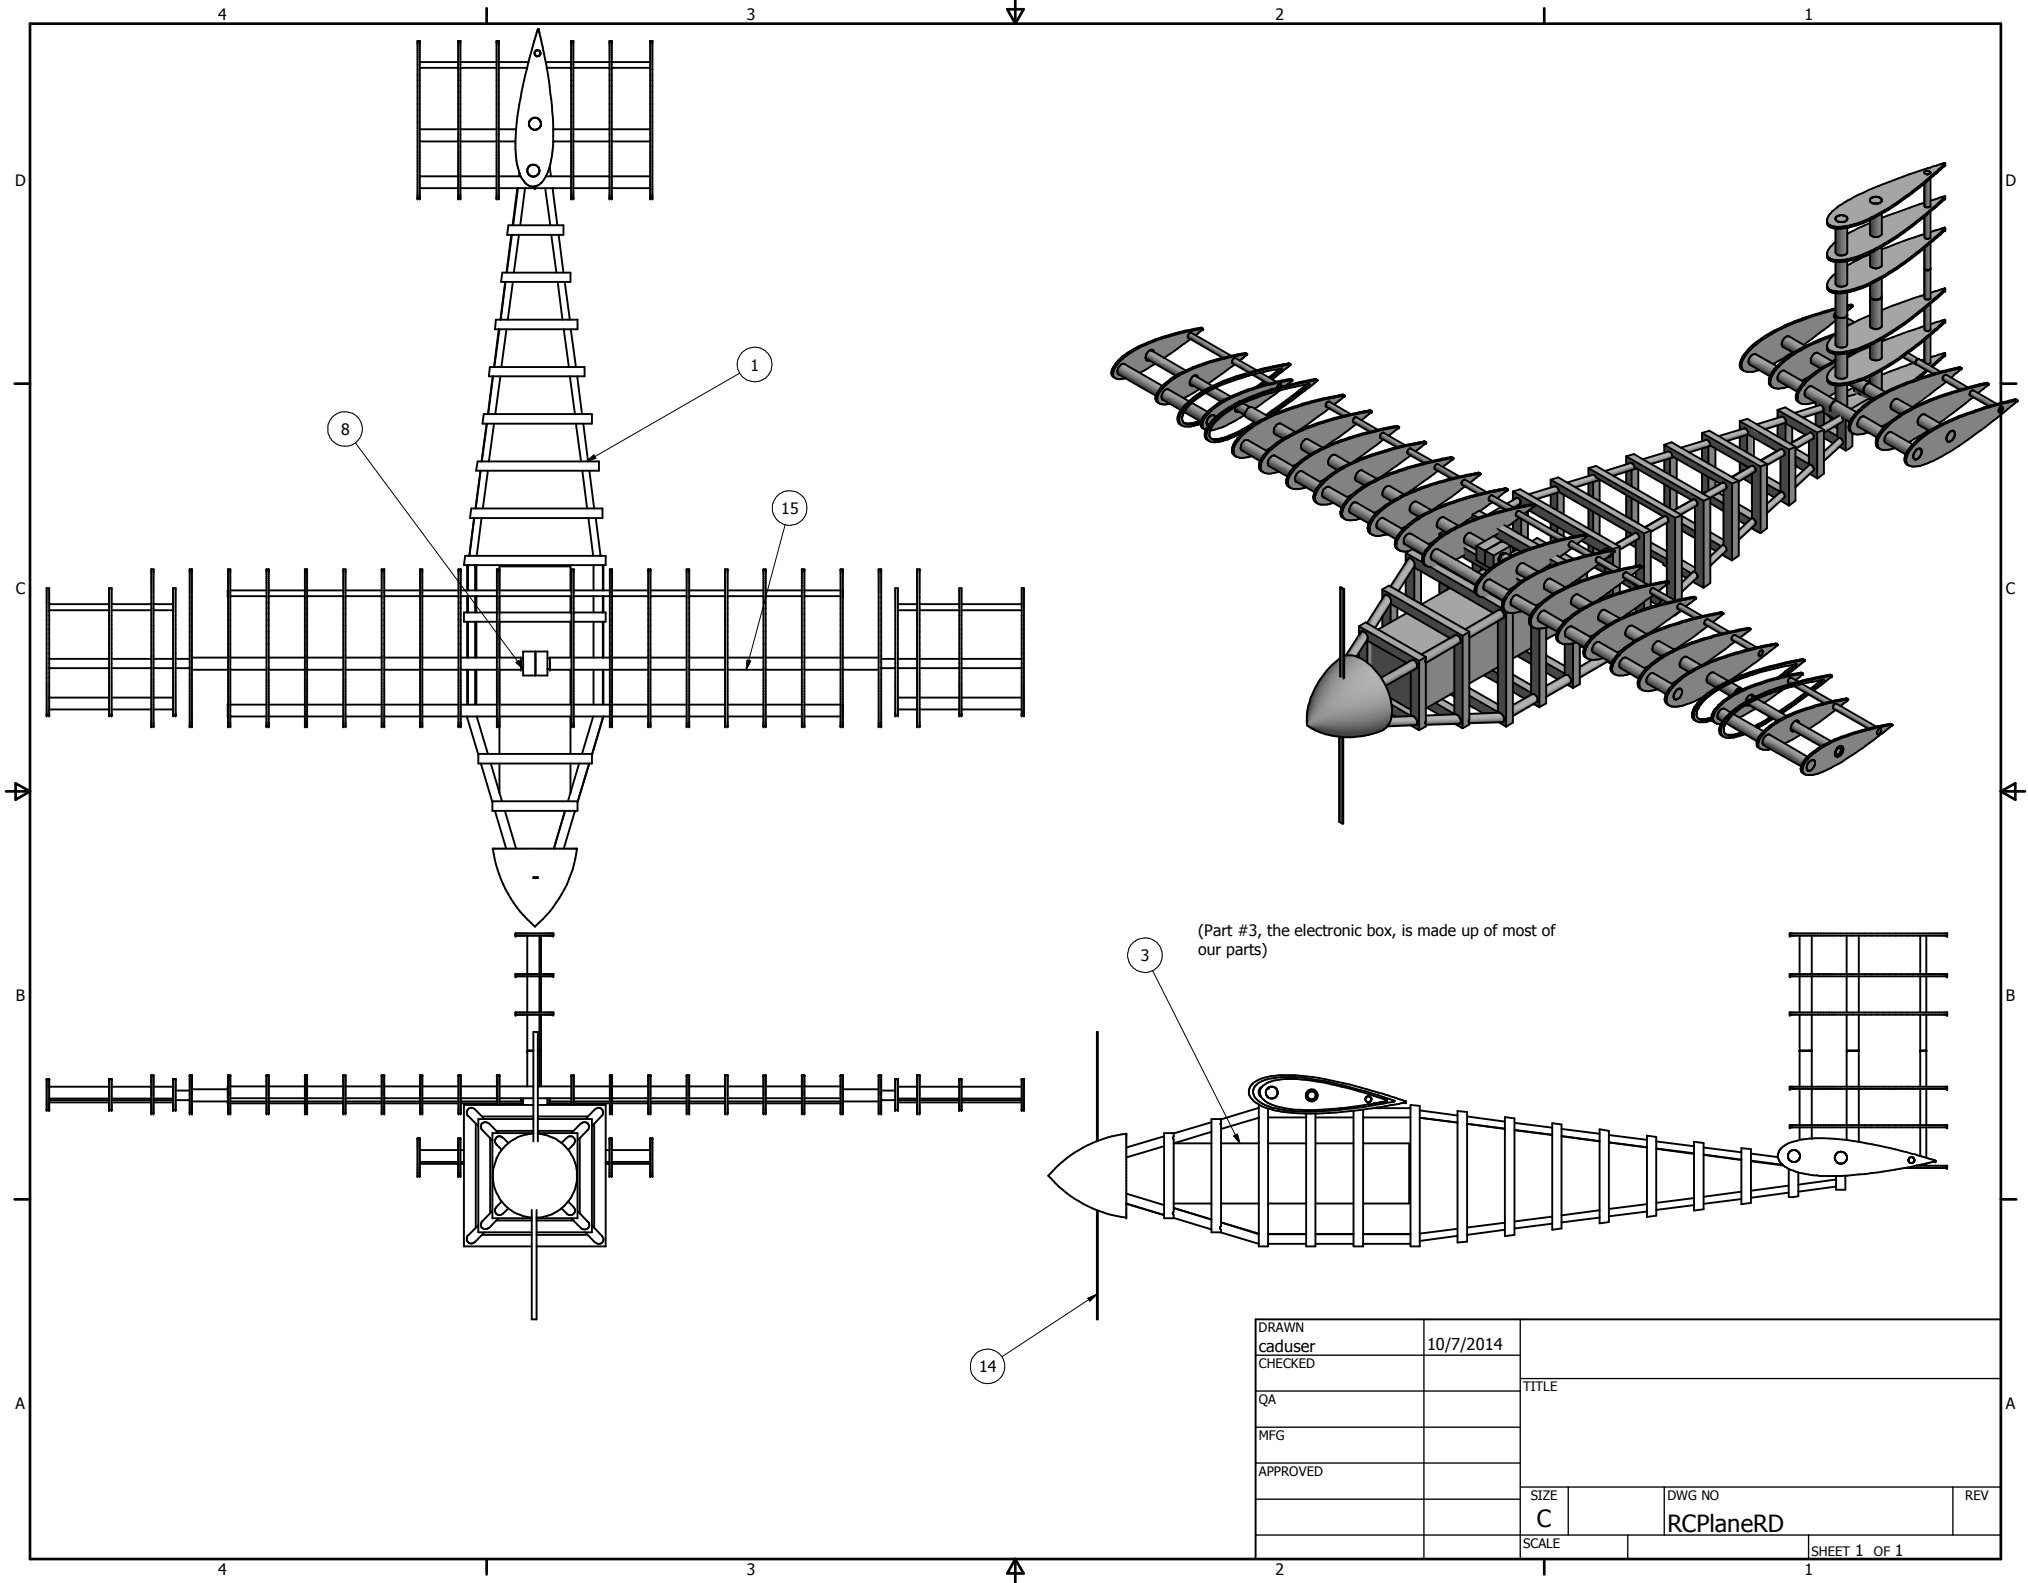 4 3 2 1
D D
1
8
15
C C
(Part #3, the electronic box, is made up of most of
our parts)
3
B B
14
DRAWN
caduser 10/7/2014
CHECKED
TITLE
QA
A A
MFG
APPROVED
SIZE DWG NO REV
C RCPlaneRD
SCALE SHEET 1 OF 1
4 3 2 1